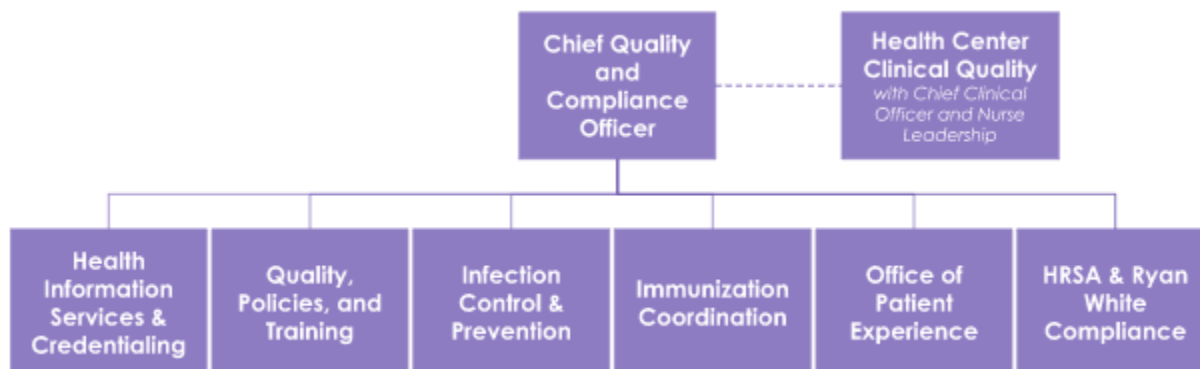 Chief Quality
and
Compliance
Officer
Health Center
Clinical Quality
with Chief Clinical
Officer and Nurse
Leadership
Health
Information
Services &
Credentialing
Quality,
Policies, and
Training
Infection
Control &
Prevention
Immunization
Coordination
Office of
Patient
Experience
HRSA & Ryan
White
Compliance